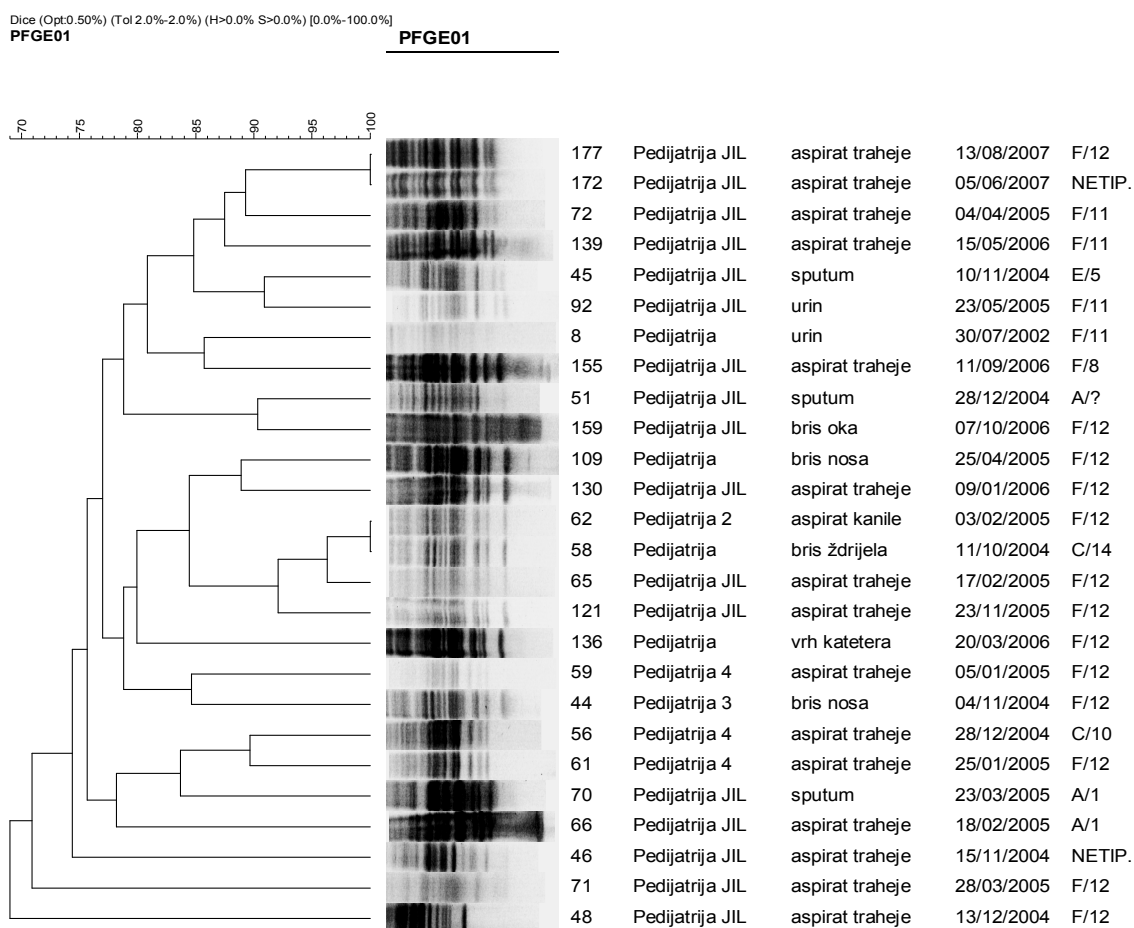 Dice (Opt:0.50%) (Tol 2.0%-2.0%) (H>0.0% S>0.0%) [0.0%-100.0%]
PFGE01 PFGE01
70 80 85 90 95 100
177 Pedijatrija JIL aspirat traheje 13/08/2007 F/12
172 Pedijatrija JIL aspirat traheje 05/06/2007 NETIP.
72 Pedijatrija JIL aspirat traheje 04/04/2005 F/11
139 Pedijatrija JIL aspirat traheje 15/05/2006 F/11
45 Pedijatrija JIL sputum 10/11/2004 E/5
92 Pedijatrija JIL urin 23/05/2005 F/11
8 Pedijatrija urin 30/07/2002 F/11
155 Pedijatrija JIL aspirat traheje 11/09/2006 F/8
51 Pedijatrija JIL sputum 28/12/2004 A/?
159 Pedijatrija JIL bris oka 07/10/2006 F/12
109 Pedijatrija bris nosa 25/04/2005 F/12
130 Pedijatrija JIL aspirat traheje 09/01/2006 F/12
62 Pedijatrija 2 aspirat kanile 03/02/2005 F/12
58 Pedijatrija bris ždrijela 11/10/2004 C/14
65 Pedijatrija JIL aspirat traheje 17/02/2005 F/12
121 Pedijatrija JIL aspirat traheje 23/11/2005 F/12
136 Pedijatrija vrh katetera 20/03/2006 F/12
59 Pedijatrija 4 aspirat traheje 05/01/2005 F/12
44 Pedijatrija 3 bris nosa 04/11/2004 F/12
56 Pedijatrija 4 aspirat traheje 28/12/2004 C/10
61 Pedijatrija 4 aspirat traheje 25/01/2005 F/12
70 Pedijatrija JIL sputum 23/03/2005 A/1
66 Pedijatrija JIL aspirat traheje 18/02/2005 A/1
46 Pedijatrija JIL aspirat traheje 15/11/2004 NETIP.
71 Pedijatrija JIL aspirat traheje 28/03/2005 F/12
48 Pedijatrija JIL aspirat traheje 13/12/2004 F/12